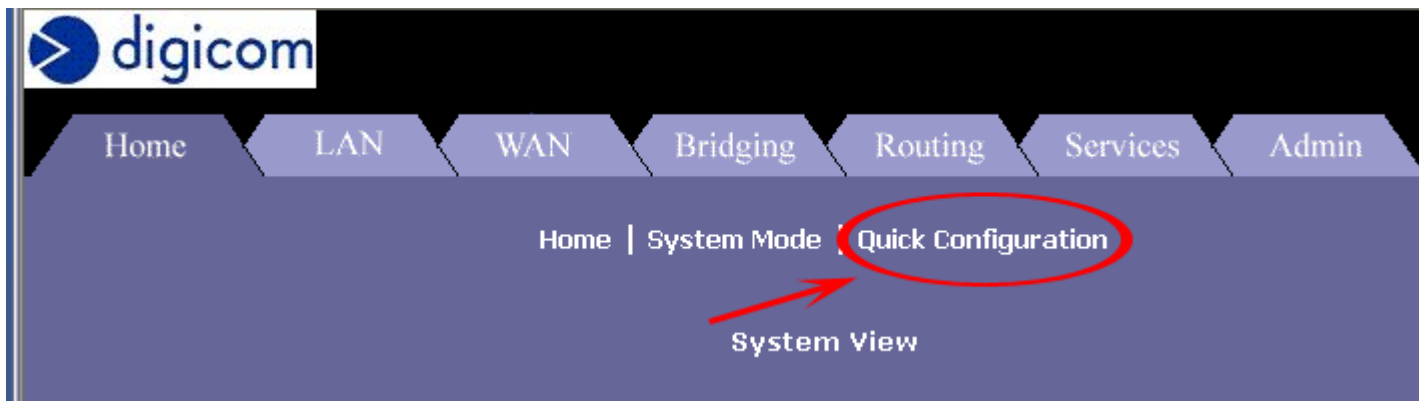 digicom
Home LAN WAN Bridging Routing Services Admin
Home | System Mode | Quick Configuration
System View